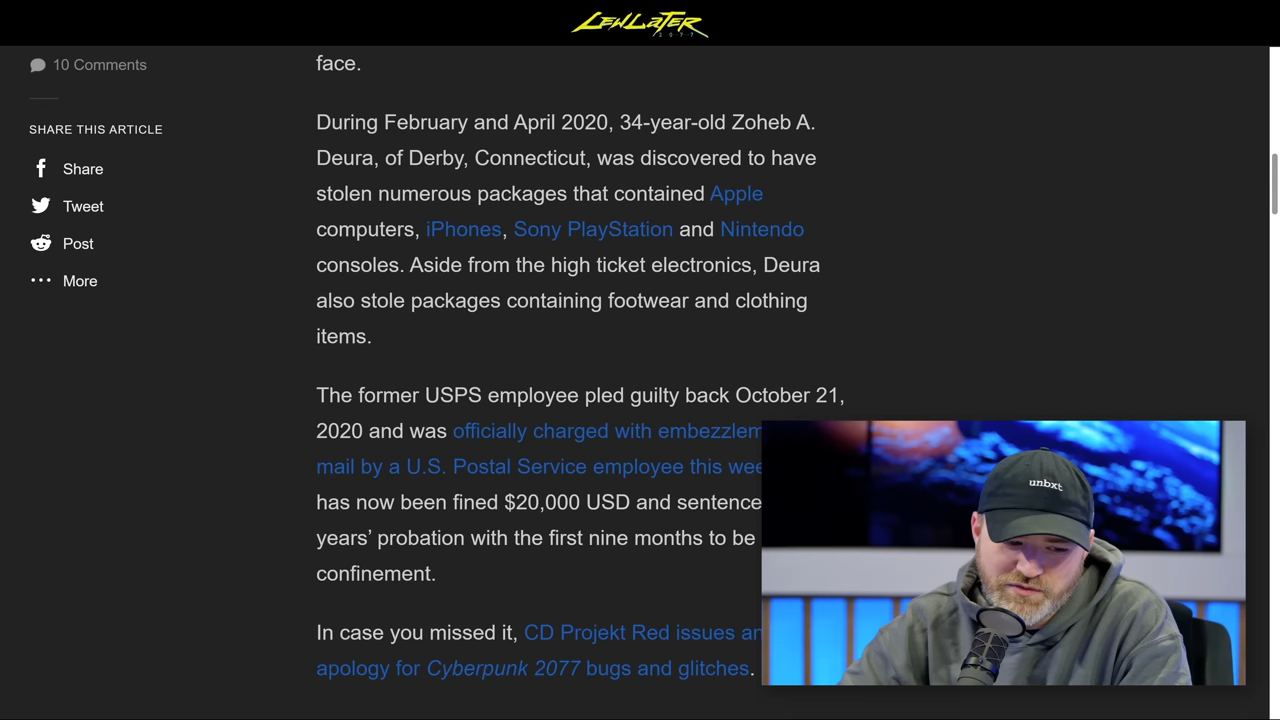 LEWLATER
2077
10 Comments
SHARE THIS ARTICLE
Share
Tweet
Post
More
face.
During February and April 2020, 34-year-old Zoheb A.
Deura, of Derby, Connecticut, was discovered to have
stolen numerous packages that contained Apple
computers, iPhones, Sony PlayStation and Nintendo
consoles. Aside from the high ticket electronics, Deura
also stole packages containing footwear and clothing
items.
The former USPS employee pled guilty back October 21,
2020 and was officially charged with embezzlem
mail by a U.S. Postal Service employee this wee
has now been fined $20,000 USD and sentence
years’ probation with the first nine months to be
confinement.
In case you missed it, CD Projekt Red issues an
apology for Cyberpunk 2077 bugs and glitches.
unbxt